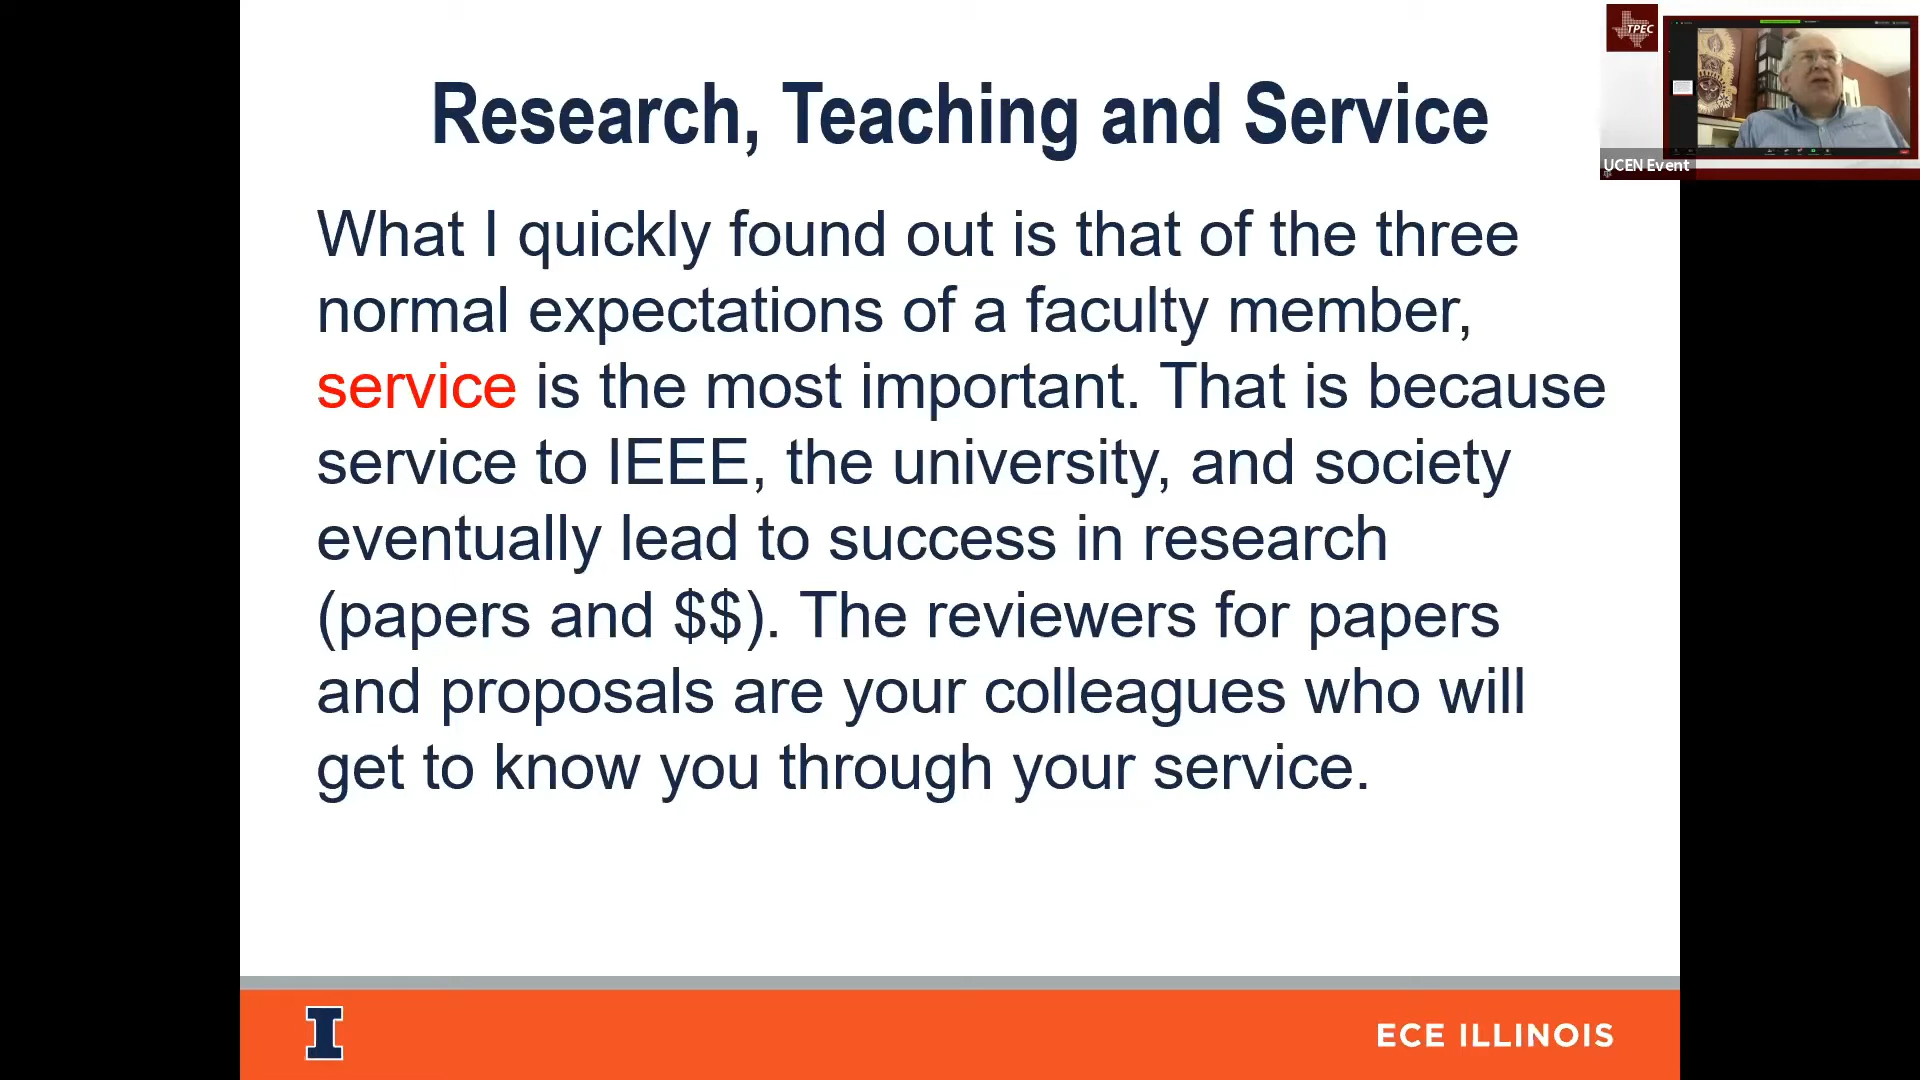 Research, Teaching and Service
What I quickly found out is that of the three
normal expectations of a faculty member,
service is the most important. That is because
service to IEEE, the university, and society
eventually lead to success in research
(papers and $$). The reviewers for papers
and proposals are your colleagues who will
get to know you through your service.
TPEC
UCEN Event
I
ECE ILLINOIS